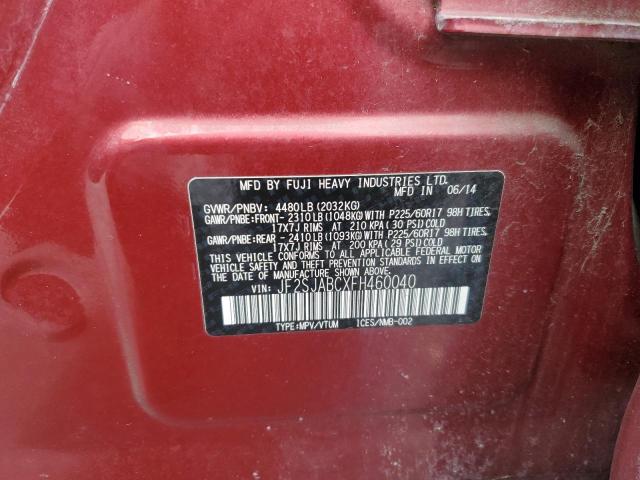 MFD BY FUJI HEAVY INDUSTRIES LTD.
MFD IN 06/14
GVWR/PNBV: 4480LB(2032KG)
GAWR/PNBE:FRONT- 2310LB(1048KG)WITH P225/60R17 98H TIRES,
17X7J RIMS AT 210 KPA(30 PSI)COLD
GAWR/PNBE:REAR - 2410LB(1093KG)WITH P225/60R17 98H TIRES,
17X7J RIMS AT 200 KPA(29 PSI)COLD
THIS VEHICLE CONFORMS TO ALL APPLICABLE FEDERAL MOTOR
VEHICLE SAFETY, BUMPER, AND THEFT PREVENTION STANDARDS IN
EFFECT ON THE DATE OF MANUFACTURE SHOWN ABOVE.
VIN: JF2SJABCXFH460040
TYPE:MPV/VTUM ICES/NMB-002